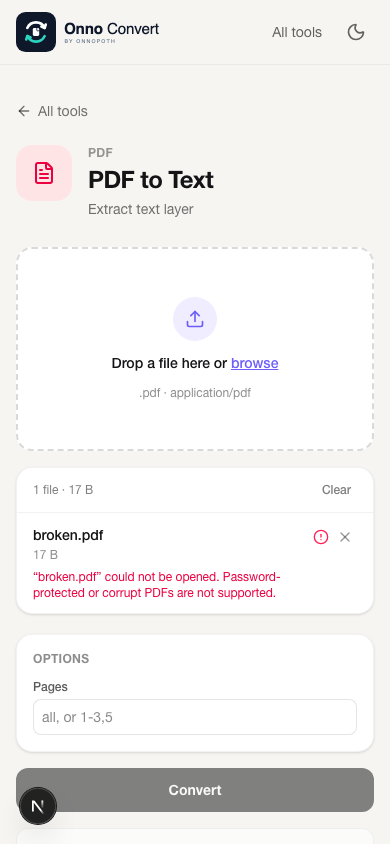 Onno Convert
BY ONNOPOTH
All tools
All tools
PDF
PDF to Text
Extract text layer
Drop a file here or browse
.pdf · application/pdf
1 file · 17 B
Clear
broken.pdf
17 B
“broken.pdf” could not be opened. Password-
protected or corrupt PDFs are not supported.
OPTIONS
Pages
all, or 1-3,5
Convert
N